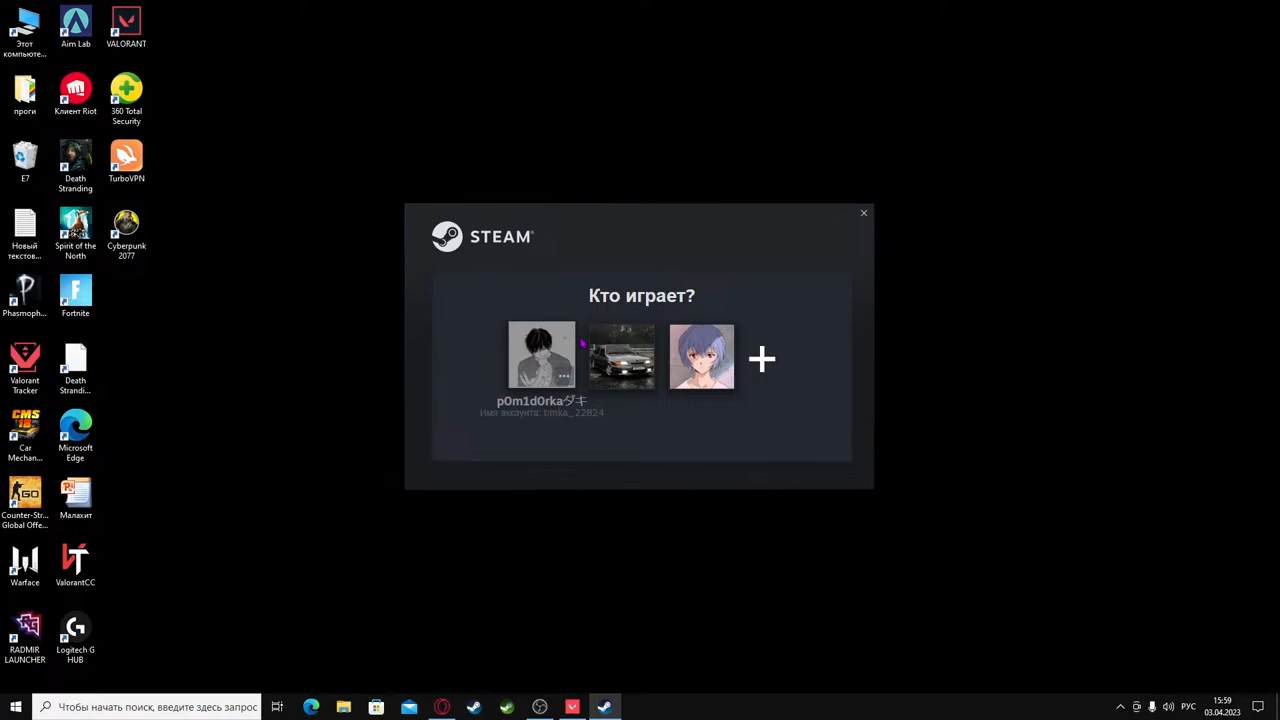 Этот
компьюте...
Aim Lab
VALORANT
проги
Клиент Riot
360 Total
Security
E7
Death
Stranding
TurboVPN
Новый
текстов...
Spirit of the
North
Cyberpunk
2077
Phasmoph...
Fortnite
Valorant
Tracker
Death
Strandi...
Car
Mechan...
Microsoft
Edge
Counter-Str...
Global Offe...
Малахит
Warface
ValorantCC
RADMIR
LAUNCHER
Logitech G
HUB
STEAM®
Кто играет?
p0m1d0rkaダキ
Имя аккаунта: timka_22824
Чтобы начать поиск, введите здесь запрос
РУС
15:59
03.04.2023